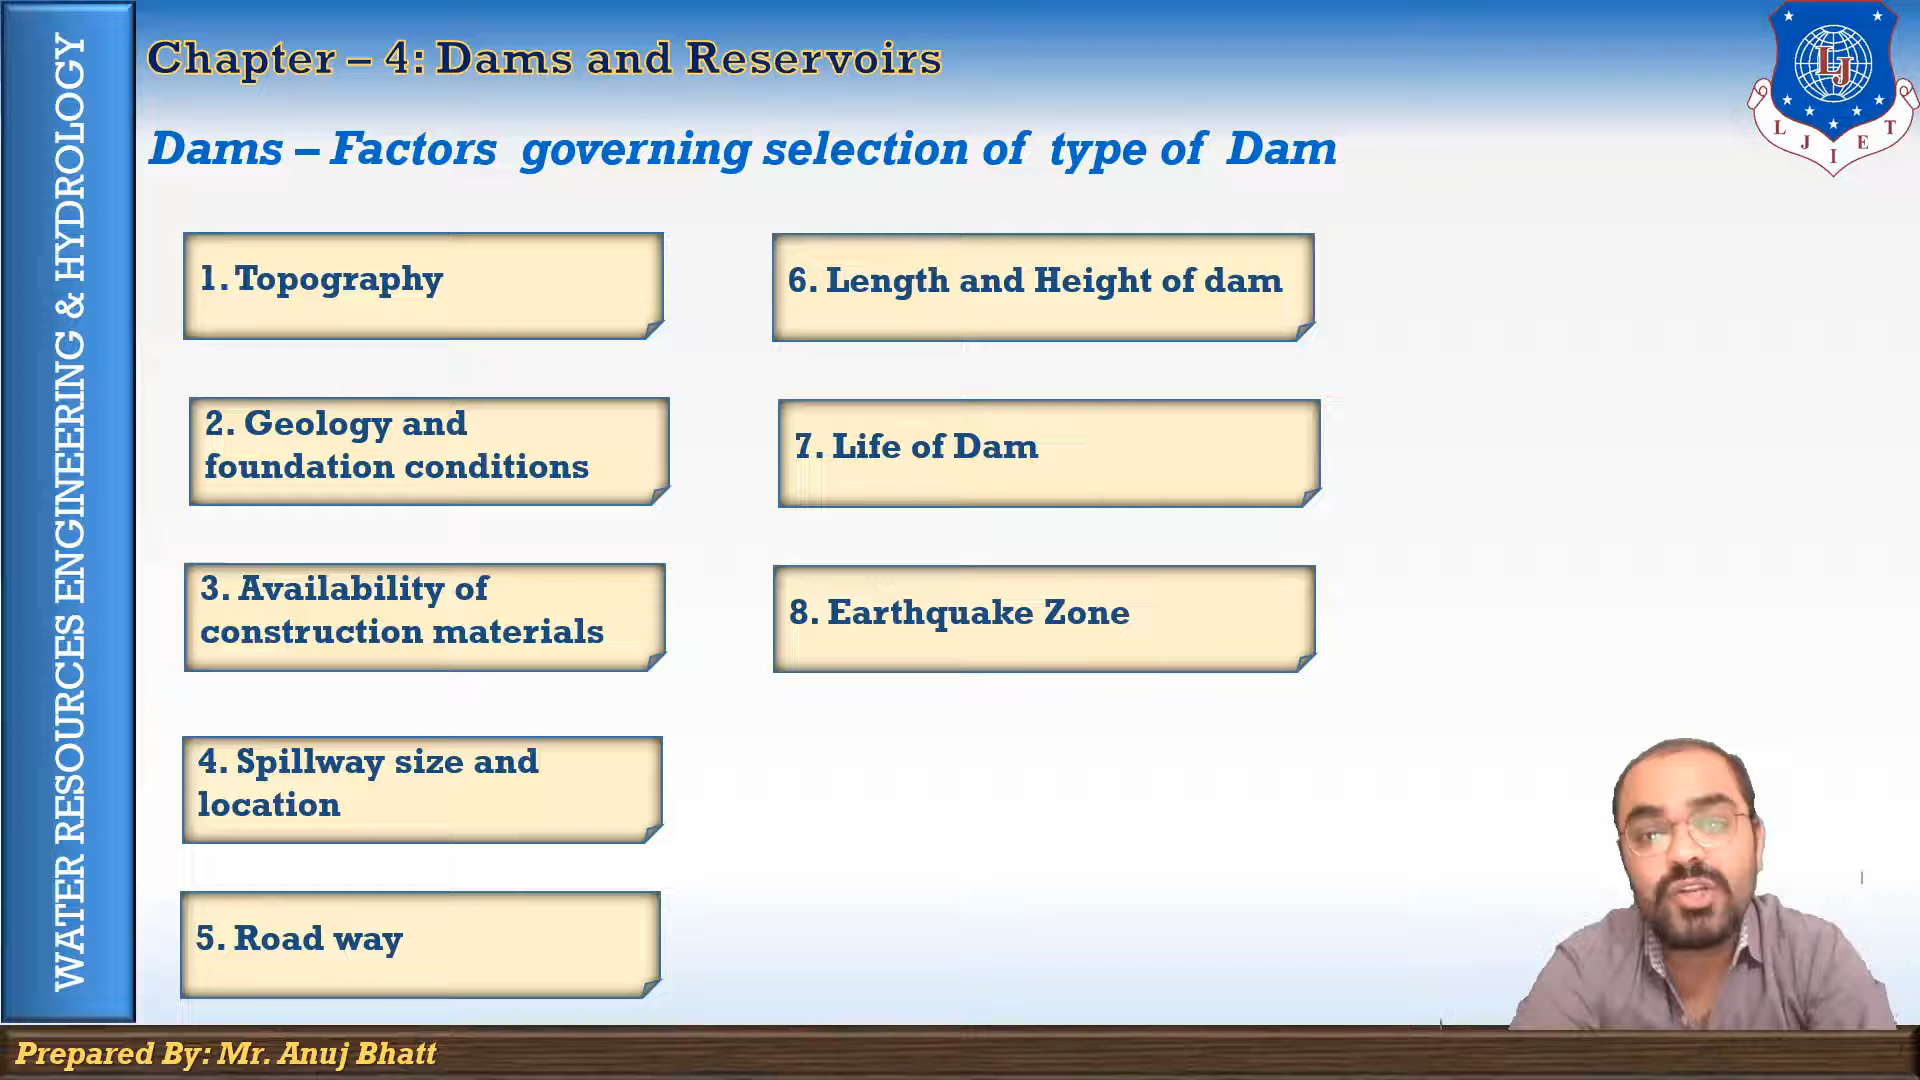 WATER RESOURCES ENGINEERING & HYDROLOGY
Chapter – 4: Dams and Reservoirs
Dams – Factors governing selection of type of Dam
LJ
L J I E T
1. Topography
2. Geology and
foundation conditions
3. Availability of
construction materials
4. Spillway size and
location
5. Road way
6. Length and Height of dam
7. Life of Dam
8. Earthquake Zone
Prepared By: Mr. Anuj Bhatt